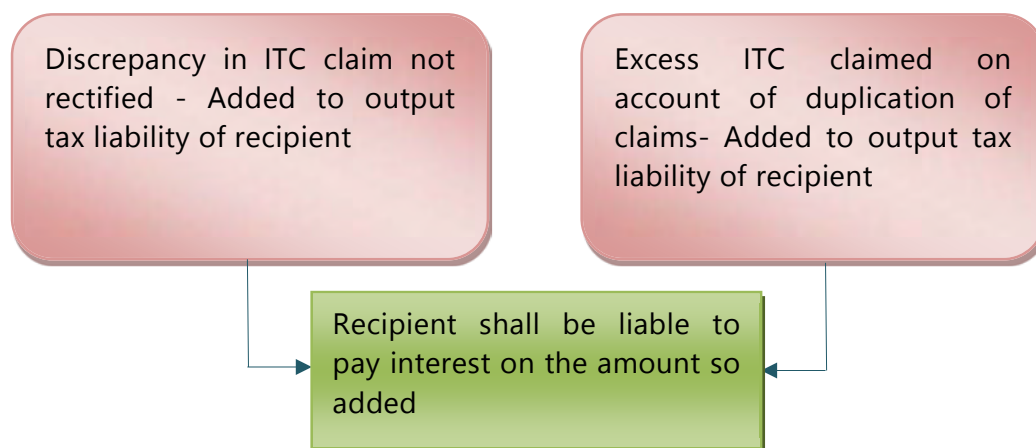 Discrepancy in ITC claim not
rectified - Added to output
tax liability of recipient
Excess ITC claimed on
account of duplication of
claims- Added to output tax
liability of recipient
Recipient shall be liable to
pay interest on the amount so
added